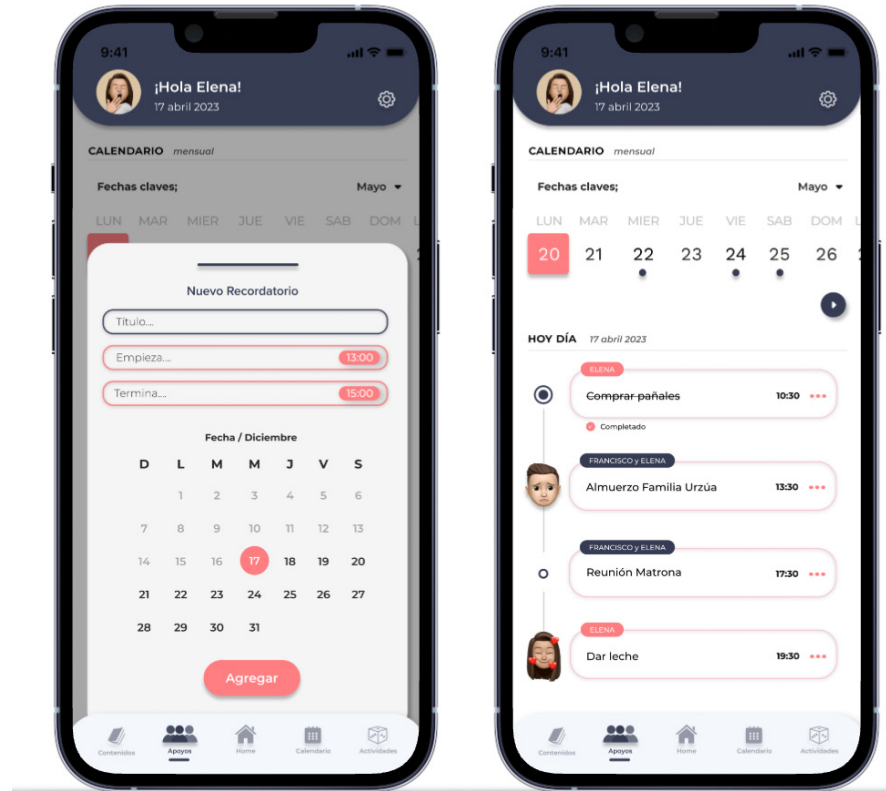 9:41
¡Hola Elena!
17 abril 2023
CALENDARIO mensual
Fechas claves; Mayo
LUN MAR MIER JUE VIE SAB DOM L
Nuevo Recordatorio
Título....
Empieza.... 13:00
Termina.... 15:00
Fecha / Diciembre
D L M M J V S
1 2 3 4 5 6
7 8 9 10 11 12 13
14 15 16 17 18 19 20
21 22 23 24 25 26 27
28 29 30 31
Agregar
Contenidos Apoyos Home Calendario Actividades
9:41
¡Hola Elena!
17 abril 2023
CALENDARIO mensual
Fechas claves; Mayo
LUN MAR MIER JUE VIE SAB DOM L
20 21 22 23 24 25 26
HOY DÍA 17 abril 2023
ELENA
Comprar pañales 10:30
Completado
FRANCISCO y ELENA
Almuerzo Familia Urzúa 13:30
FRANCISCO y ELENA
Reunión Matrona 17:30
ELENA
Dar leche 19:30
Contenidos Apoyos Home Calendario Actividades